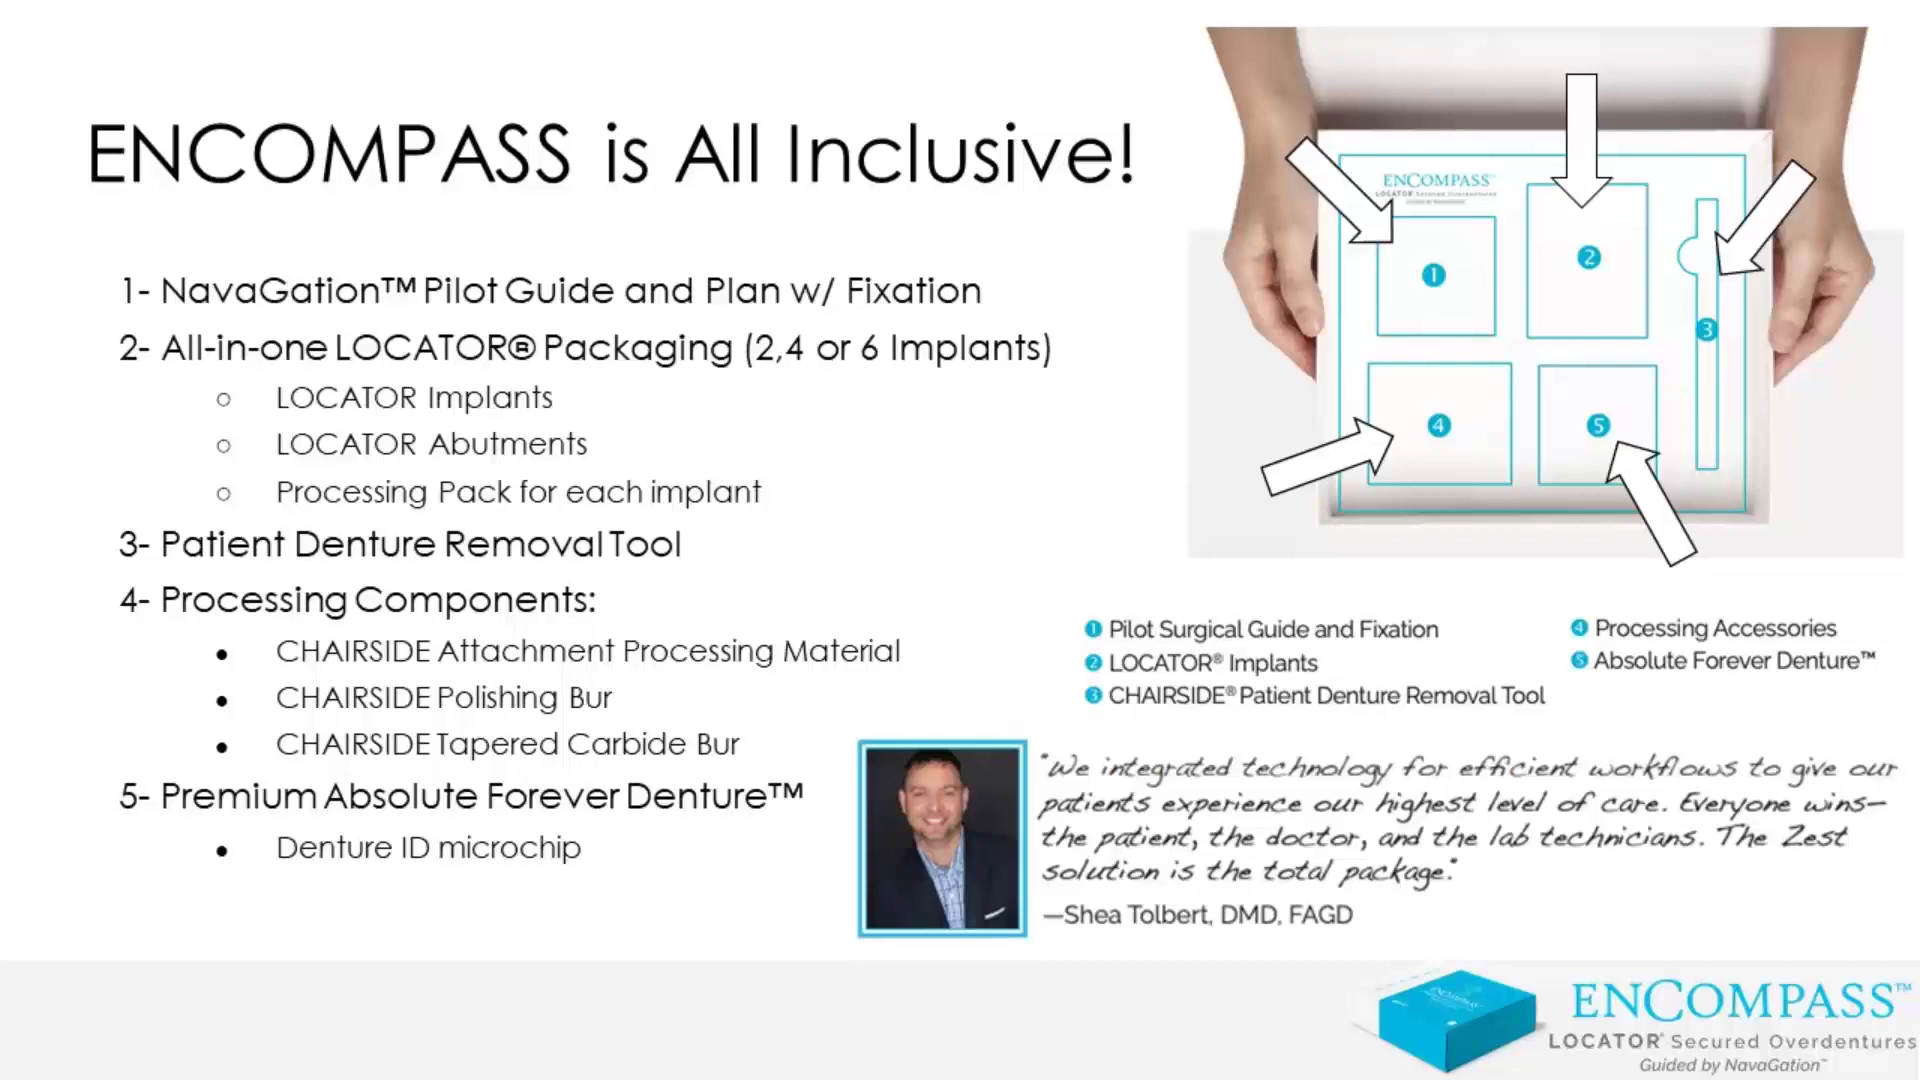 ENCOMPASS is All Inclusive!
1- NavaGation™ Pilot Guide and Plan w/ Fixation
2- All-in-one LOCATOR® Packaging (2,4 or 6 Implants)
○ LOCATOR Implants
○ LOCATOR Abutments
○ Processing Pack for each implant
3- Patient Denture Removal Tool
4- Processing Components:
• CHAIRSIDE Attachment Processing Material
• CHAIRSIDE Polishing Bur
• CHAIRSIDE Tapered Carbide Bur
5- Premium Absolute Forever Denture™
• Denture ID microchip
ENCOMPASS™
LOCATOR® Secured Overdentures
1
2
3
4
5
1 Pilot Surgical Guide and Fixation
2 LOCATOR® Implants
3 CHAIRSIDE® Patient Denture Removal Tool
4 Processing Accessories
5 Absolute Forever Denture™
"We integrated technology for efficient workflows to give our
patients experience our highest level of care. Everyone wins—
the patient, the doctor, and the lab technicians. The Zest
solution is the total package."
—Shea Tolbert, DMD, FAGD
ENCOMPASS™
LOCATOR® Secured Overdentures
Guided by NavaGation™